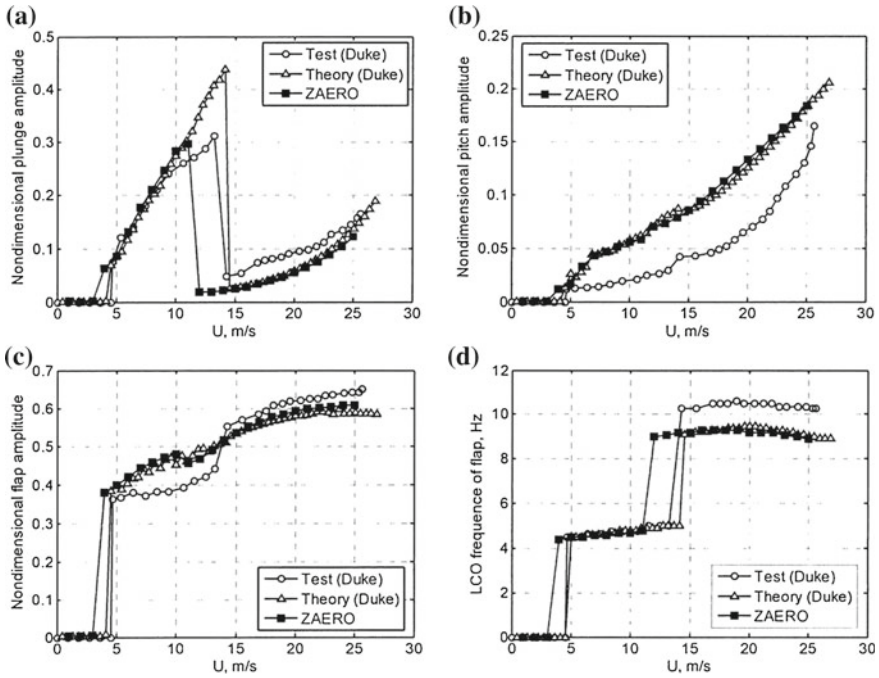 (a)
Nondimensional plunge amplitude
0.5
0.4
0.3
0.2
0.1
0
Test (Duke)
Theory (Duke)
ZAERO
0 5 10 15 20 25 30
U, m/s
(b)
Nondimensional pitch amplitude
0.25
0.2
0.15
0.1
0.05
0
Test (Duke)
Theory (Duke)
ZAERO
0 5 10 15 20 25 30
U, m/s
(c)
Nondimensional flap amplitude
0.7
0.6
0.5
0.4
0.3
0.2
0.1
0
Test (Duke)
Theory (Duke)
ZAERO
0 5 10 15 20 25 30
U, m/s
(d)
LCO frequence of flap, Hz
12
10
8
6
4
2
0
Test (Duke)
Theory (Duke)
ZAERO
0 5 10 15 20 25 30
U, m/s